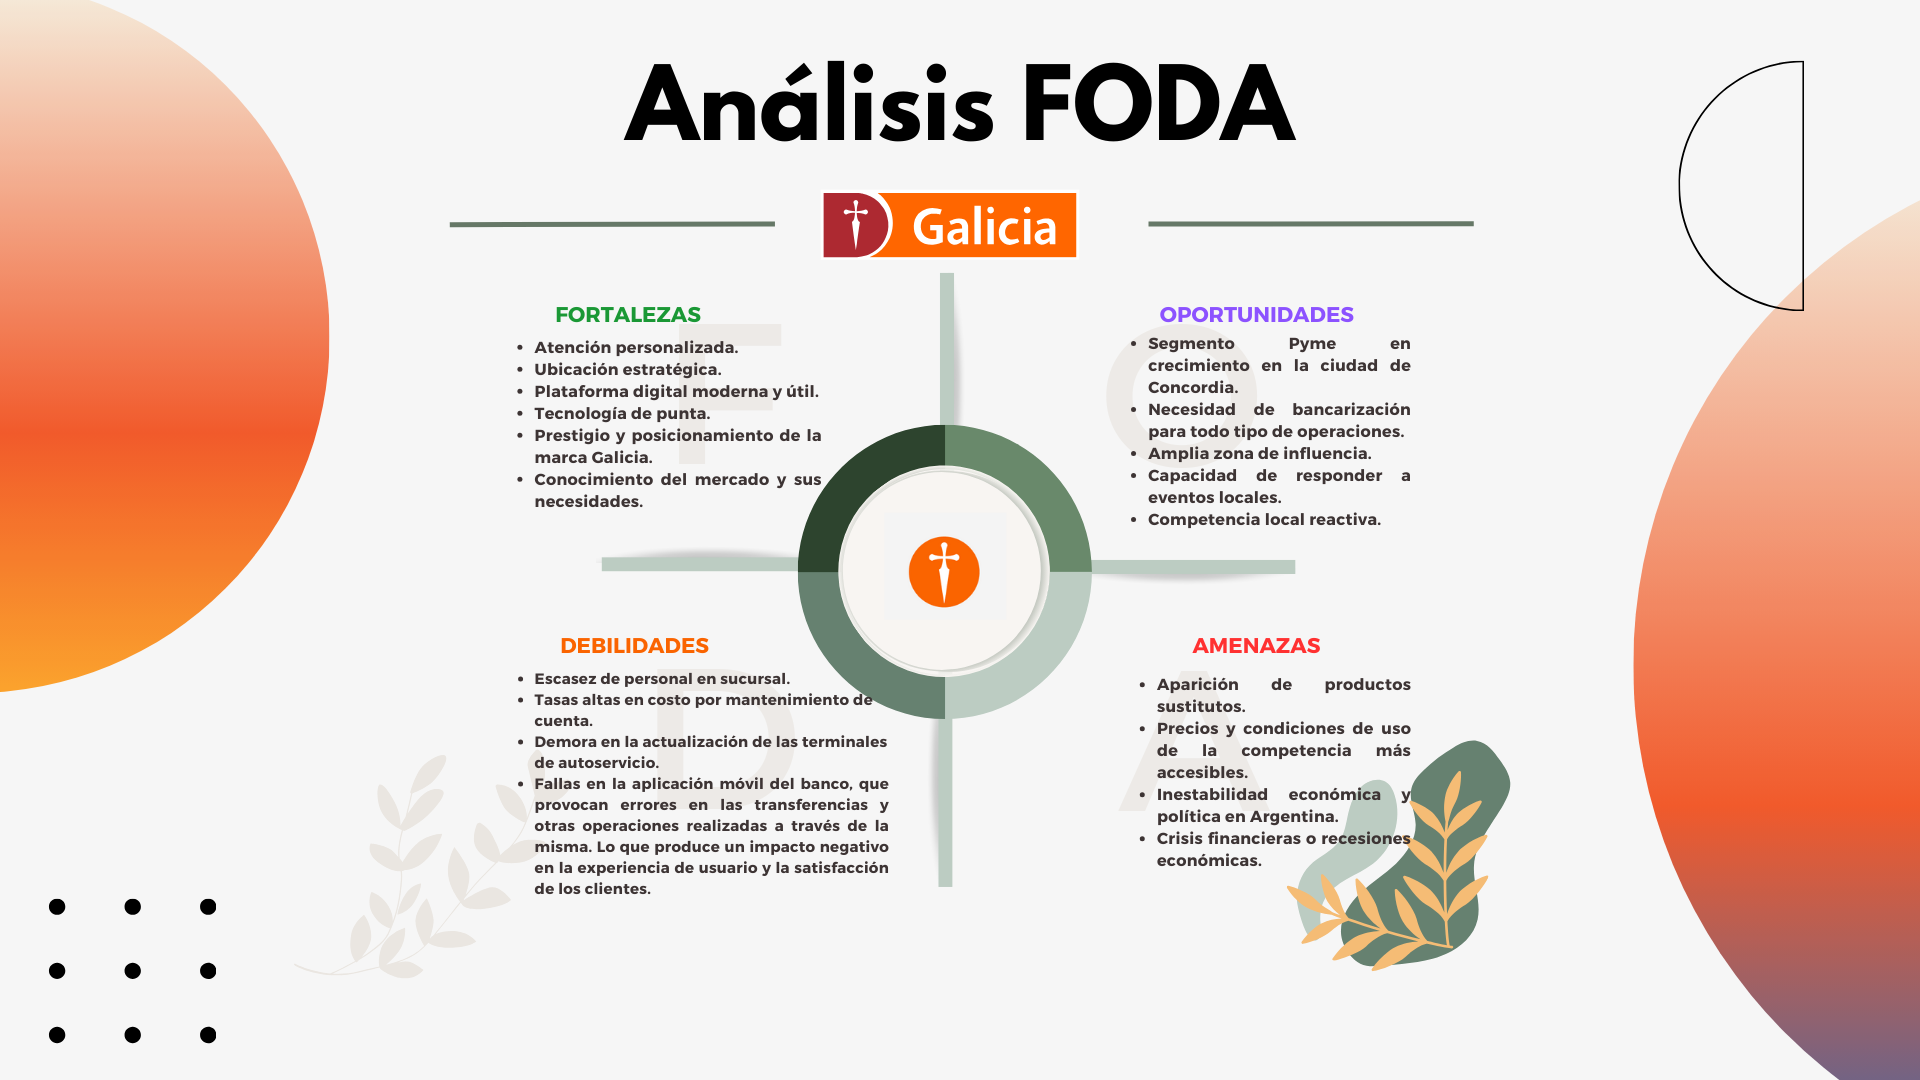 Análisis FODA
Galicia
FORTALEZAS
F
• Atención personalizada.
• Ubicación estratégica.
• Plataforma digital moderna y útil.
• Tecnología de punta.
• Prestigio y posicionamiento de la
marca Galicia.
• Conocimiento del mercado y sus
necesidades.
OPORTUNIDADES
O
• Segmento Pyme en
crecimiento en la ciudad de
Concordia.
• Necesidad de bancarización
para todo tipo de operaciones.
• Amplia zona de influencia.
• Capacidad de responder a
eventos locales.
• Competencia local reactiva.
DEBILIDADES
D
• Escasez de personal en sucursal.
• Tasas altas en costo por mantenimiento de
cuenta.
• Demora en la actualización de las terminales
de autoservicio.
• Fallas en la aplicación móvil del banco, que
provocan errores en las transferencias y
otras operaciones realizadas a través de la
misma. Lo que produce un impacto negativo
en la experiencia de usuario y la satisfacción
de los clientes.
AMENAZAS
A
• Aparición de productos
sustitutos.
• Precios y condiciones de uso
de la competencia más
accesibles.
• Inestabilidad económica y
política en Argentina.
• Crisis financieras o recesiones
económicas.